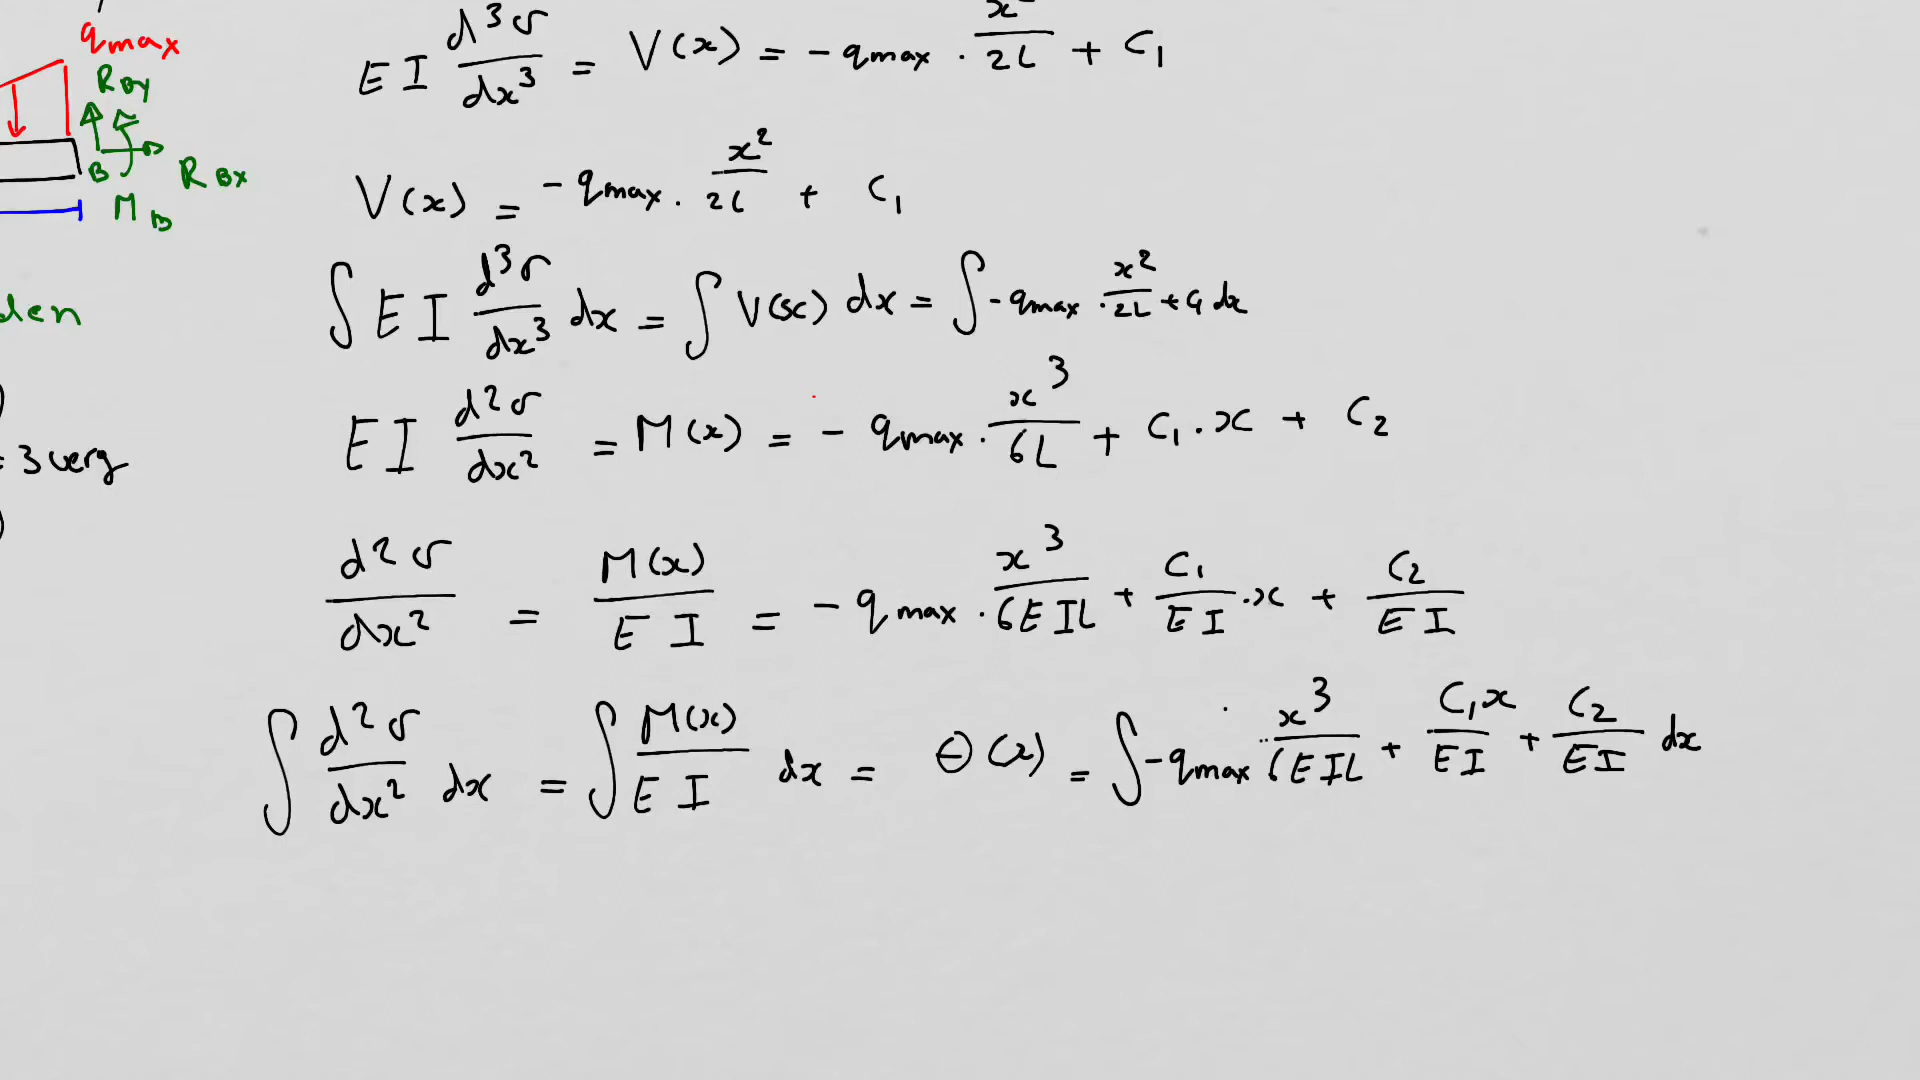 qmax
RBy
B
RBx
MB
den
= 3 verg
EI d³v/dx³ = V(x) = -qmax · x²/2L + C₁
V(x) = -qmax · x²/2L + C₁
∫ EI d³v/dx³ dx = ∫ V(x) dx = ∫ -qmax · x²/2L + C₁ dx
EI d²v/dx² = M(x) = - qmax · x³/6L + C₁ · x + C₂
d²v/dx² = M(x)/EI = - qmax · x³/6EIL + C₁/EI · x + C₂/EI
∫ d²v/dx² dx = ∫ M(x)/EI dx = Θ(x) = ∫ -qmax x³/6EIL + C₁x/EI + C₂/EI dx